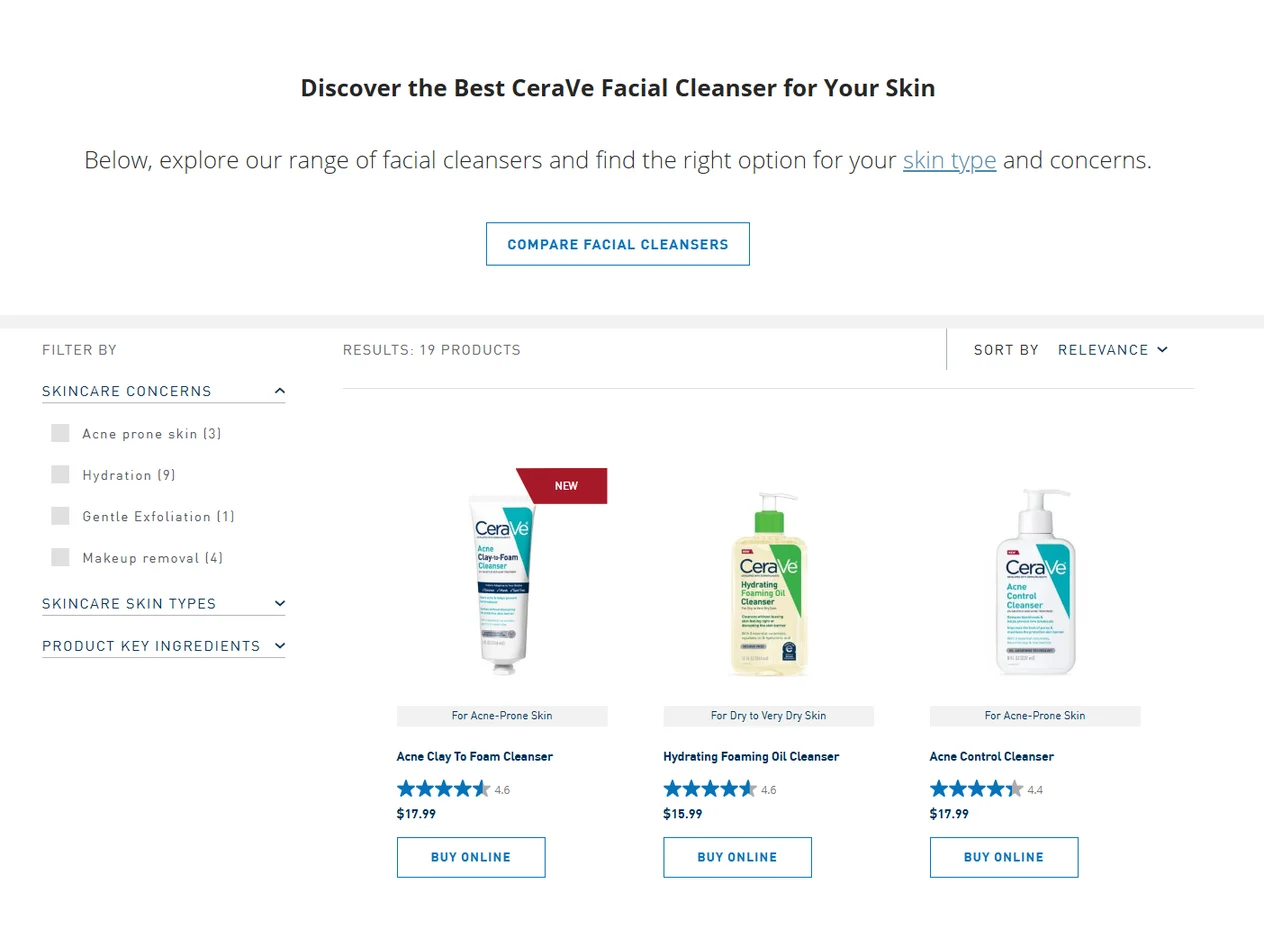 Discover the Best CeraVe Facial Cleanser for Your Skin
Below, explore our range of facial cleansers and find the right option for your skin type and concerns.
COMPARE FACIAL CLEANSERS
FILTER BY
RESULTS: 19 PRODUCTS
SORT BY RELEVANCE
SKINCARE CONCERNS
Acne prone skin (3)
Hydration (9)
Gentle Exfoliation (1)
Makeup removal (4)
SKINCARE SKIN TYPES
PRODUCT KEY INGREDIENTS
NEW
CeraVe
Acne
Clay-to-Foam
Cleanser
For Acne-Prone Skin
Acne Clay To Foam Cleanser
4.6
$17.99
BUY ONLINE
CeraVe
Hydrating
Foaming Oil
Cleanser
For Dry to Very Dry Skin
Hydrating Foaming Oil Cleanser
4.6
$15.99
BUY ONLINE
CeraVe
Acne
Control
Cleanser
For Acne-Prone Skin
Acne Control Cleanser
4.4
$17.99
BUY ONLINE